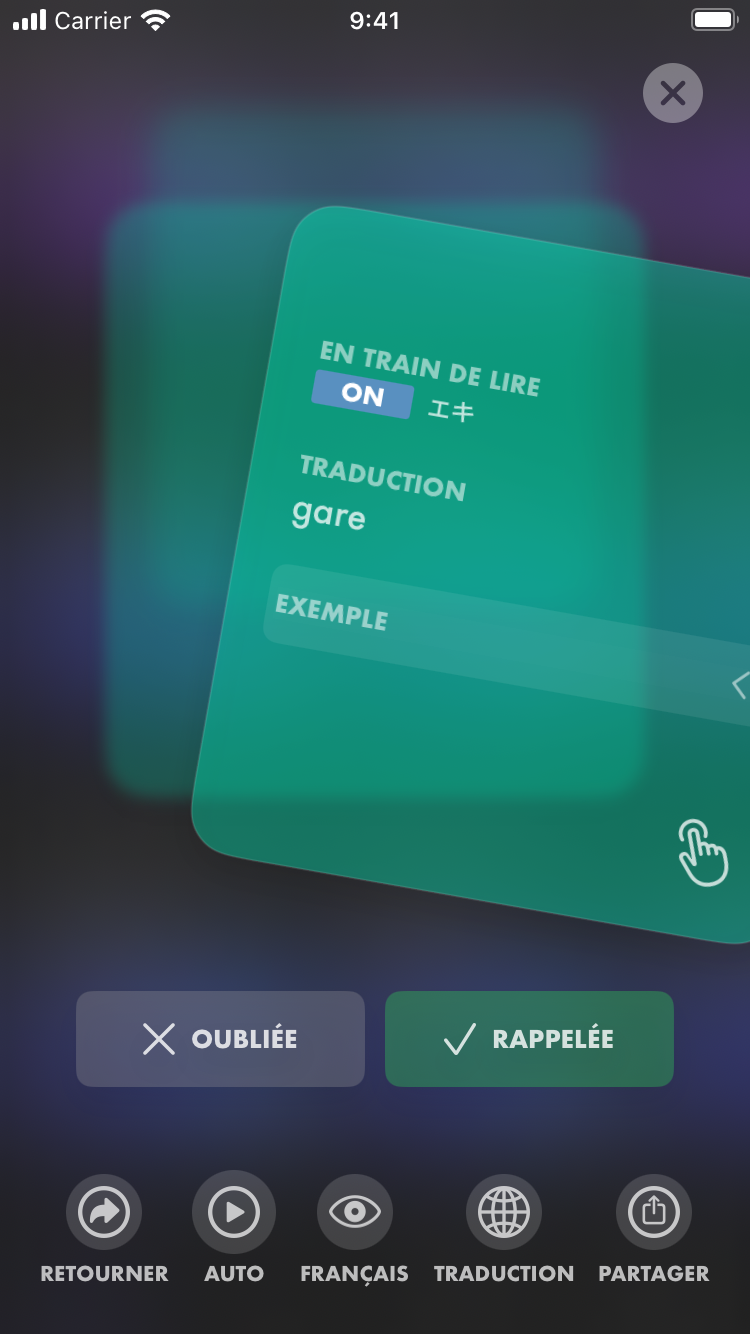 Carrier 9:41
EN TRAIN DE LIRE
ON エキ
TRADUCTION
gare
EXEMPLE
OUBLIÉE RAPPELÉE
RETOURNER AUTO FRANÇAIS TRADUCTION PARTAGER